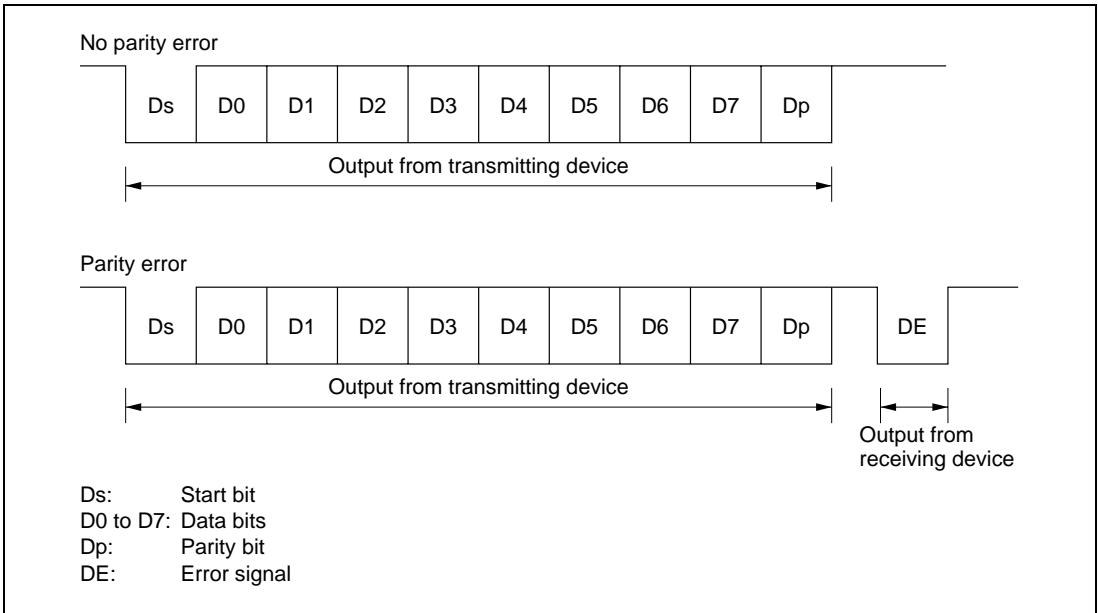 No parity error
Ds D0 D1 D2 D3 D4 D5 D6 D7 Dp
Output from transmitting device
Parity error
Ds D0 D1 D2 D3 D4 D5 D6 D7 Dp DE
Output from transmitting device
Output from
receiving device
Ds: Start bit
D0 to D7: Data bits
Dp: Parity bit
DE: Error signal